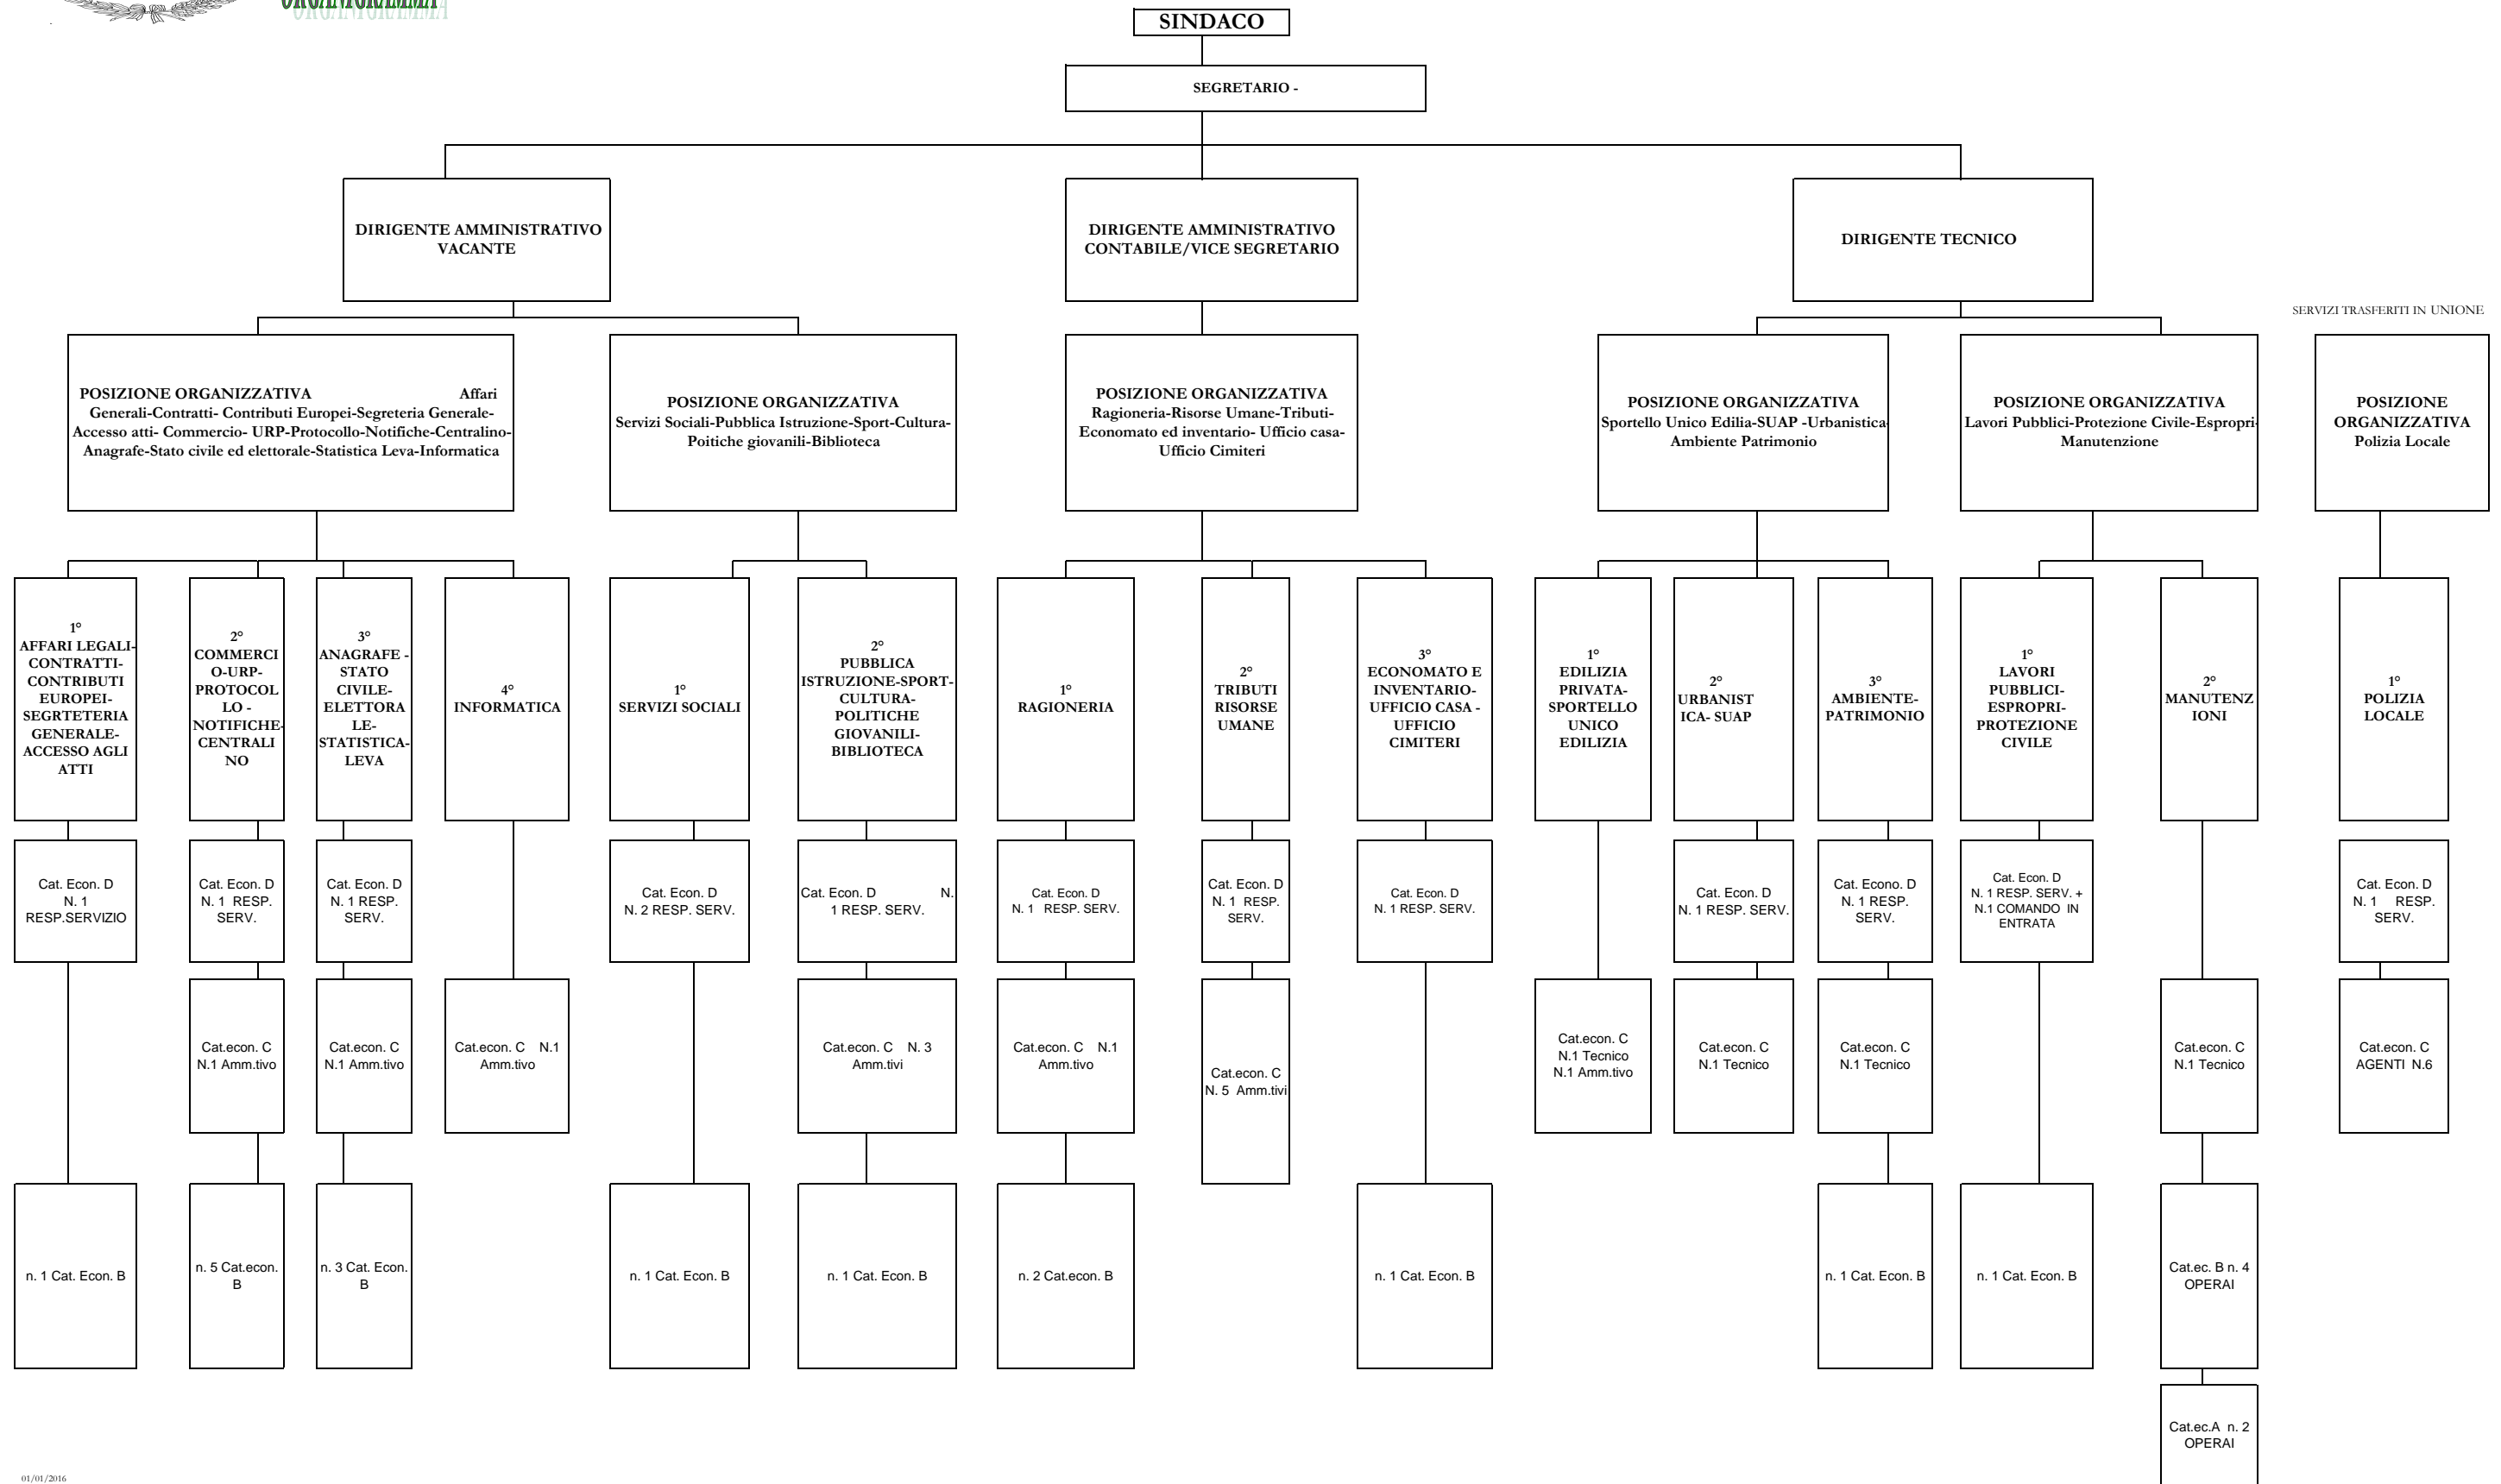 ORGANIGRAMMA
SINDACO
SEGRETARIO -
DIRIGENTE AMMINISTRATIVO
VACANTE
DIRIGENTE AMMINISTRATIVO
CONTABILE/VICE SEGRETARIO
DIRIGENTE TECNICO
SERVIZI TRASFERITI IN UNIONE
POSIZIONE ORGANIZZATIVA Affari
Generali-Contratti- Contributi Europei-Segreteria Generale-
Accesso atti- Commercio- URP-Protocollo-Notifiche-Centralino-
Anagrafe-Stato civile ed elettorale-Statistica Leva-Informatica
POSIZIONE ORGANIZZATIVA
Servizi Sociali-Pubblica Istruzione-Sport-Cultura-
Poitiche giovanili-Biblioteca
POSIZIONE ORGANIZZATIVA
Ragioneria-Risorse Umane-Tributi-
Economato ed inventario- Ufficio casa-
Ufficio Cimiteri
POSIZIONE ORGANIZZATIVA
Sportello Unico Edilia-SUAP -Urbanistica-
Ambiente Patrimonio
POSIZIONE ORGANIZZATIVA
Lavori Pubblici-Protezione Civile-Espropri-
Manutenzione
POSIZIONE
ORGANIZZATIVA
Polizia Locale
1°
AFFARI LEGALI-
CONTRATTI-
CONTRIBUTI
EUROPEI-
SEGRTETERIA
GENERALE-
ACCESSO AGLI
ATTI
2°
COMMERCI
O-URP-
PROTOCOL
LO -
NOTIFICHE-
CENTRALI
NO
3°
ANAGRAFE -
STATO
CIVILE-
ELETTORA
LE-
STATISTICA-
LEVA
4°
INFORMATICA
1°
SERVIZI SOCIALI
2°
PUBBLICA
ISTRUZIONE-SPORT-
CULTURA-
POLITICHE
GIOVANILI-
BIBLIOTECA
1°
RAGIONERIA
2°
TRIBUTI
RISORSE
UMANE
3°
ECONOMATO E
INVENTARIO-
UFFICIO CASA -
UFFICIO
CIMITERI
1°
EDILIZIA
PRIVATA-
SPORTELLO
UNICO
EDILIZIA
2°
URBANIST
ICA- SUAP
3°
AMBIENTE-
PATRIMONIO
1°
LAVORI
PUBBLICI-
ESPROPRI-
PROTEZIONE
CIVILE
2°
MANUTENZ
IONI
1°
POLIZIA
LOCALE
Cat. Econ. D
N. 1
RESP.SERVIZIO
Cat. Econ. D
N. 1 RESP.
SERV.
Cat. Econ. D
N. 1 RESP.
SERV.
Cat. Econ. D
N. 2 RESP. SERV.
Cat. Econ. D N.
1 RESP. SERV.
Cat. Econ. D
N. 1 RESP. SERV.
Cat. Econ. D
N. 1 RESP.
SERV.
Cat. Econ. D
N. 1 RESP. SERV.
Cat. Econ. D
N. 1 RESP. SERV.
Cat. Econo. D
N. 1 RESP.
SERV.
Cat. Econ. D
N. 1 RESP. SERV. +
N.1 COMANDO IN
ENTRATA
Cat. Econ. D
N. 1 RESP.
SERV.
Cat.econ. C
N.1 Amm.tivo
Cat.econ. C
N.1 Amm.tivo
Cat.econ. C N.1
Amm.tivo
Cat.econ. C N. 3
Amm.tivi
Cat.econ. C N.1
Amm.tivo
Cat.econ. C
N. 5 Amm.tivi
Cat.econ. C
N.1 Tecnico
N.1 Amm.tivo
Cat.econ. C
N.1 Tecnico
Cat.econ. C
N.1 Tecnico
Cat.econ. C
N.1 Tecnico
Cat.econ. C
AGENTI N.6
n. 1 Cat. Econ. B
n. 5 Cat.econ.
B
n. 3 Cat. Econ.
B
n. 1 Cat. Econ. B
n. 1 Cat. Econ. B
n. 2 Cat.econ. B
n. 1 Cat. Econ. B
n. 1 Cat. Econ. B
n. 1 Cat. Econ. B
Cat.ec. B n. 4
OPERAI
Cat.ec.A n. 2
OPERAI
01/01/2016